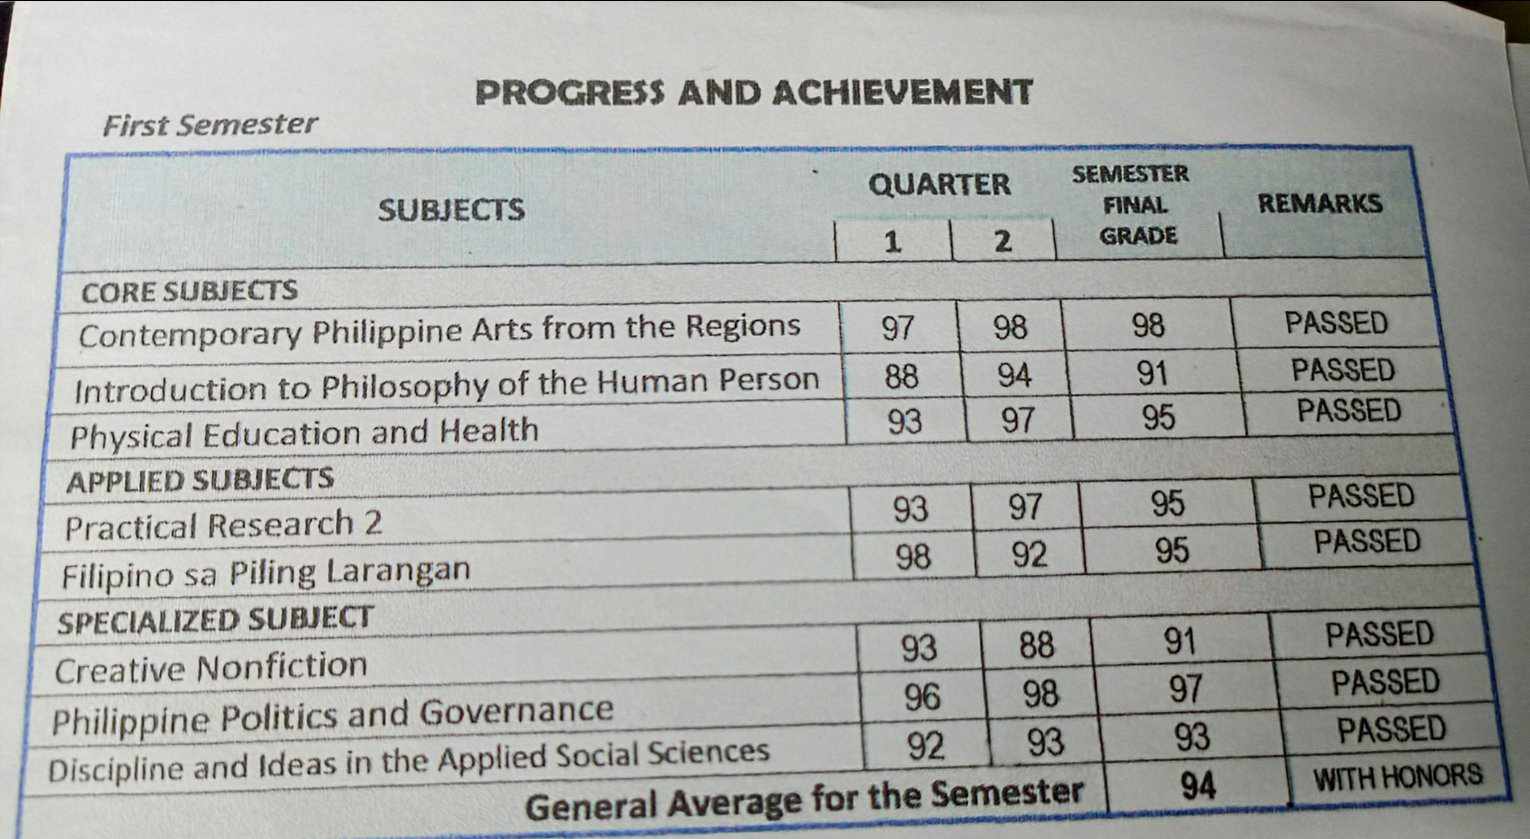 PROGRESS AND ACHIEVEMENT
First Semester
SUBJECTS QUARTER SEMESTER FINAL GRADE REMARKS
1 2
CORE SUBJECTS
Contemporary Philippine Arts from the Regions 97 98 98 PASSED
Introduction to Philosophy of the Human Person 88 94 91 PASSED
Physical Education and Health 93 97 95 PASSED
APPLIED SUBJECTS
Practical Research 2 93 97 95 PASSED
Filipino sa Piling Larangan 98 92 95 PASSED
SPECIALIZED SUBJECT
Creative Nonfiction 93 88 91 PASSED
Philippine Politics and Governance 96 98 97 PASSED
Discipline and Ideas in the Applied Social Sciences 92 93 93 PASSED
General Average for the Semester 94 WITH HONORS